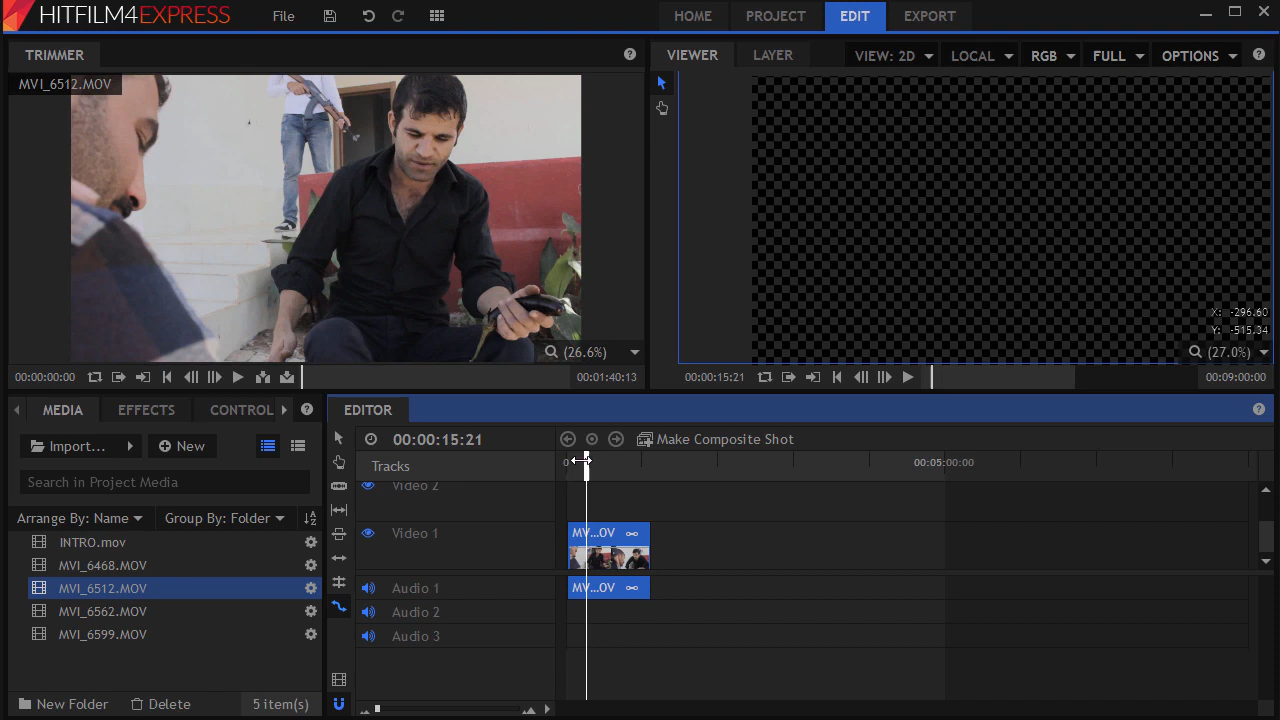 HITFILM4EXPRESS File HOME PROJECT EDIT EXPORT
TRIMMER
MVI_6512.MOV
(26.6%)
00:00:00:00 00:01:40:13
VIEWER LAYER VIEW: 2D LOCAL RGB FULL OPTIONS
X: -296.60
Y: -515.34
(27.0%)
00:00:15:21 00:09:00:00
MEDIA EFFECTS CONTROL
Import... New
Search in Project Media
Arrange By: Name Group By: Folder
INTRO.mov
MVI_6468.MOV
MVI_6512.MOV
MVI_6562.MOV
MVI_6599.MOV
New Folder Delete 5 item(s)
EDITOR
00:00:15:21 Make Composite Shot
Tracks 0 00:05:00:00
Video 2
Video 1 MV...OV
Audio 1 MV...OV
Audio 2
Audio 3